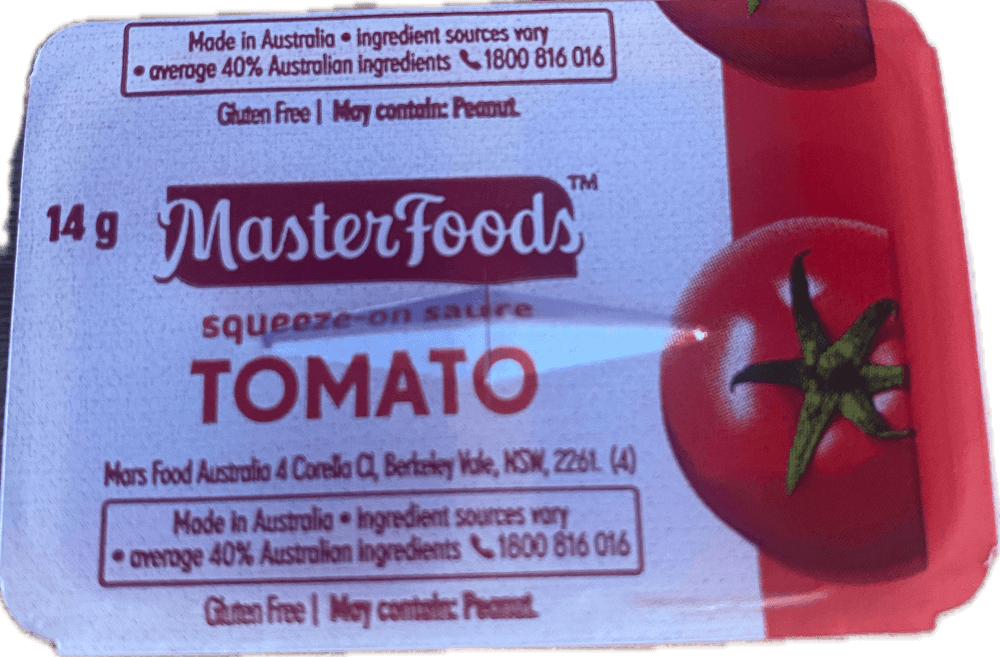 Made in Australia • ingredient sources vary
• average 40% Australian ingredients 1800 816 016
Gluten Free | May contain: Peanut.
14 g MasterFoods™
squeeze-on sauce
TOMATO
Mars Food Australia 4 Corella Cl, Berkeley Vale, NSW, 2261. (4)
Made in Australia • ingredient sources vary
• average 40% Australian ingredients 1800 816 016
Gluten Free | May contain: Peanut.